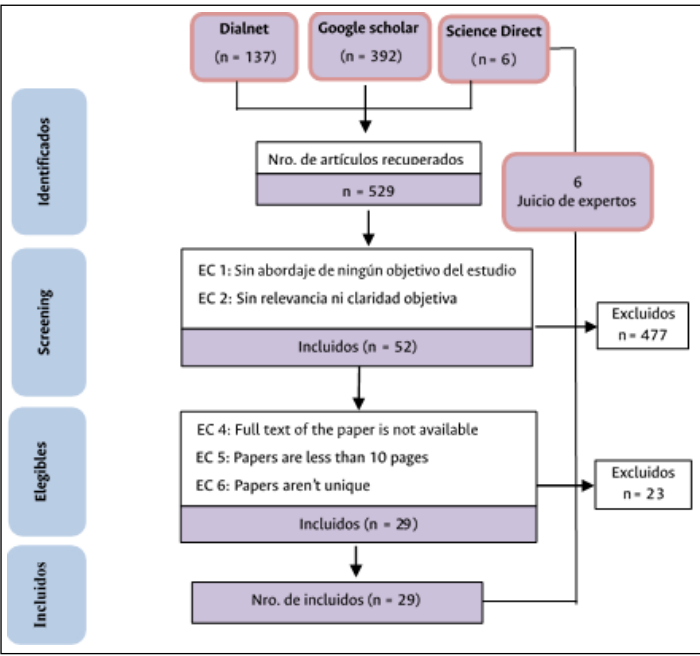 Dialnet
(n = 137)
Google scholar
(n = 392)
Science Direct
(n = 6)
Identificados
Nro. de artículos recuperados
n = 529
6
Juicio de expertos
Screening
EC 1: Sin abordaje de ningún objetivo del estudio
EC 2: Sin relevancia ni claridad objetiva
Incluidos (n = 52)
Excluidos
n = 477
Elegibles
EC 4: Full text of the paper is not available
EC 5: Papers are less than 10 pages
EC 6: Papers aren't unique
Incluidos (n = 29)
Excluidos
n = 23
Incluidos
Nro. de incluidos (n = 29)